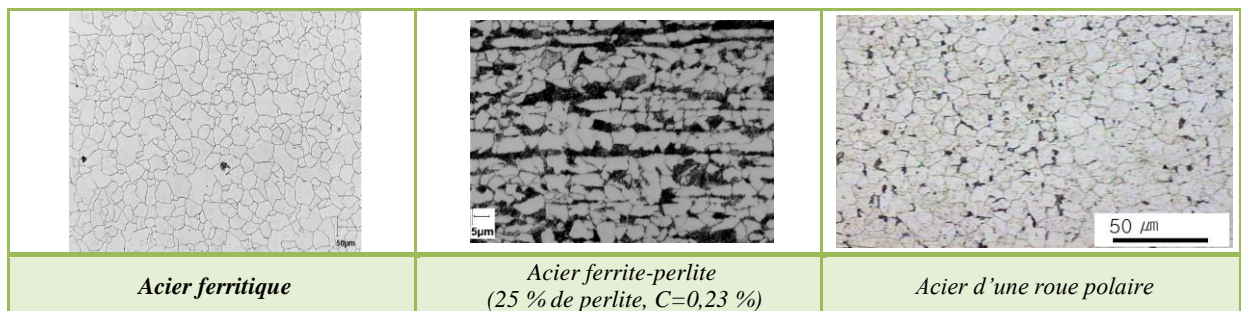 50µm
5µm
50 µm
Acier ferritique
Acier ferrite-perlite
(25 % de perlite, C=0,23 %)
Acier d’une roue polaire